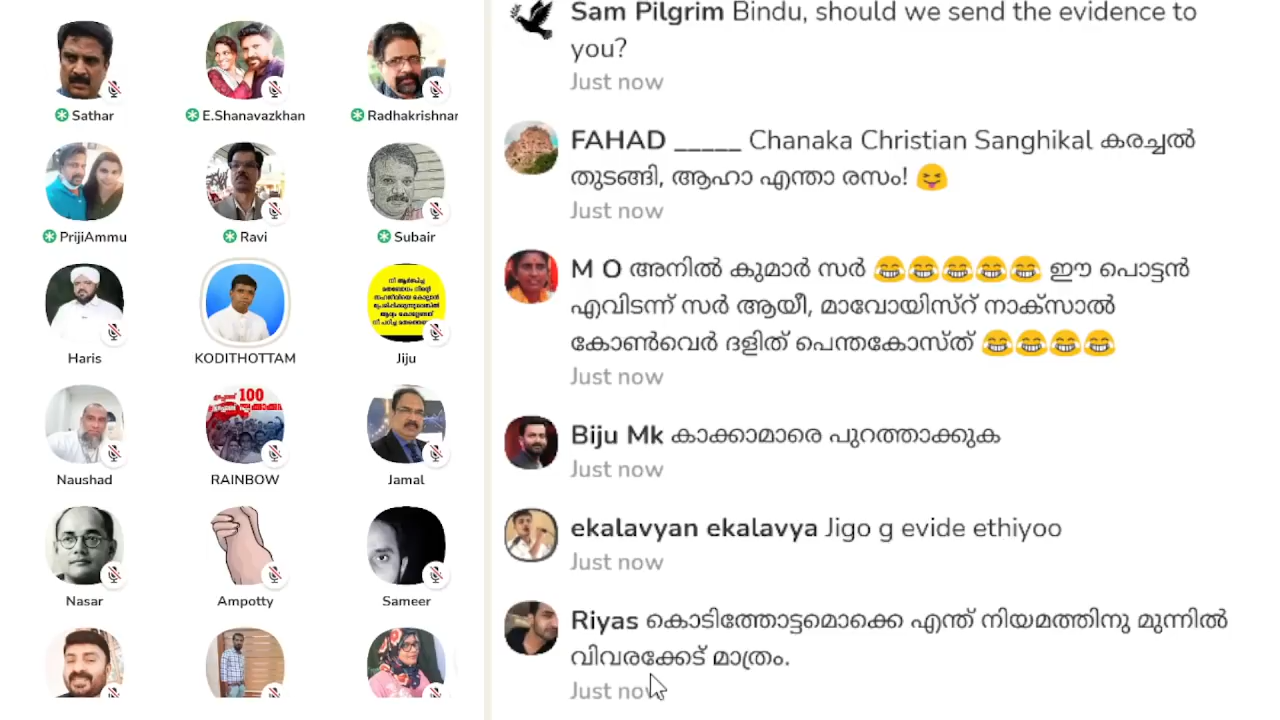 Sathar
E.Shanavazkhan
Radhakrishnar
PrijiAmmu
Ravi
Subair
Haris
KODITHOTTAM
Jiju
Naushad
100
RAINBOW
Jamal
Nasar
Ampotty
Sameer
Sam Pilgrim Bindu, should we send the evidence to
you?
Just now
FAHAD _____ Chanaka Christian Sanghikal കരച്ചൽ
തുടങ്ങി, ആഹാ എന്താ രസം! 😝
Just now
M O അനിൽ കുമാർ സർ 😂😂😂😂😂 ഈ പൊട്ടൻ
എവിടന്ന് സർ ആയീ, മാവോയിസ്റ് നാക്സാൽ
കോൺവെർ ദളിത് പെന്തകോസ്ത് 😂😂😂😂
Just now
Biju Mk കാക്കാമാരെ പുറത്താക്കുക
Just now
ekalavyan ekalavya Jigo g evide ethiyoo
Just now
Riyas കൊടിത്തോട്ടമൊക്കെ എന്ത് നിയമത്തിനു മുന്നിൽ
വിവരക്കേട് മാത്രം.
Just now